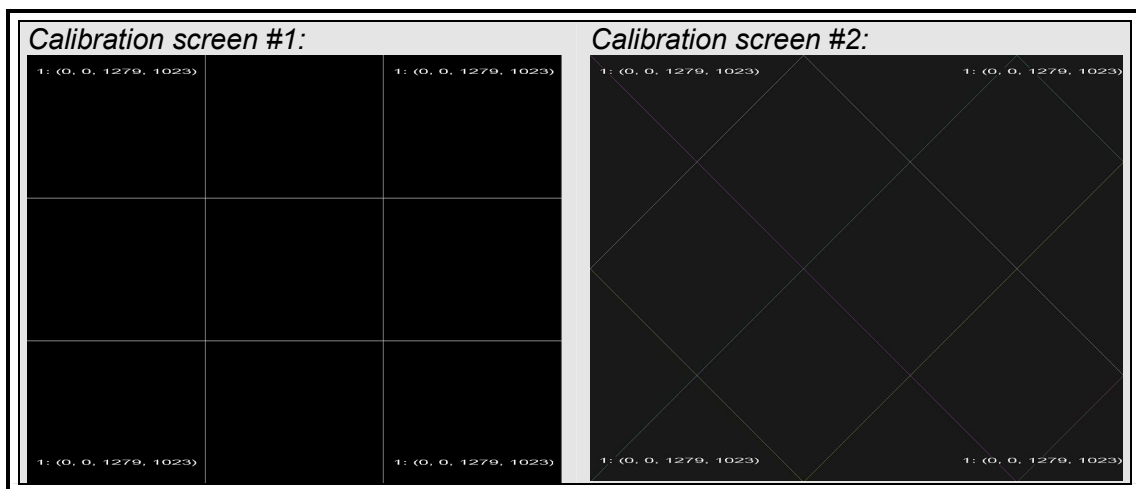 Calibration screen #1:
1: (0, 0, 1279, 1023)
1: (0, 0, 1279, 1023)
1: (0, 0, 1279, 1023)
1: (0, 0, 1279, 1023)
Calibration screen #2:
1: (0, 0, 1279, 1023)
1: (0, 0, 1279, 1023)
1: (0, 0, 1279, 1023)
1: (0, 0, 1279, 1023)